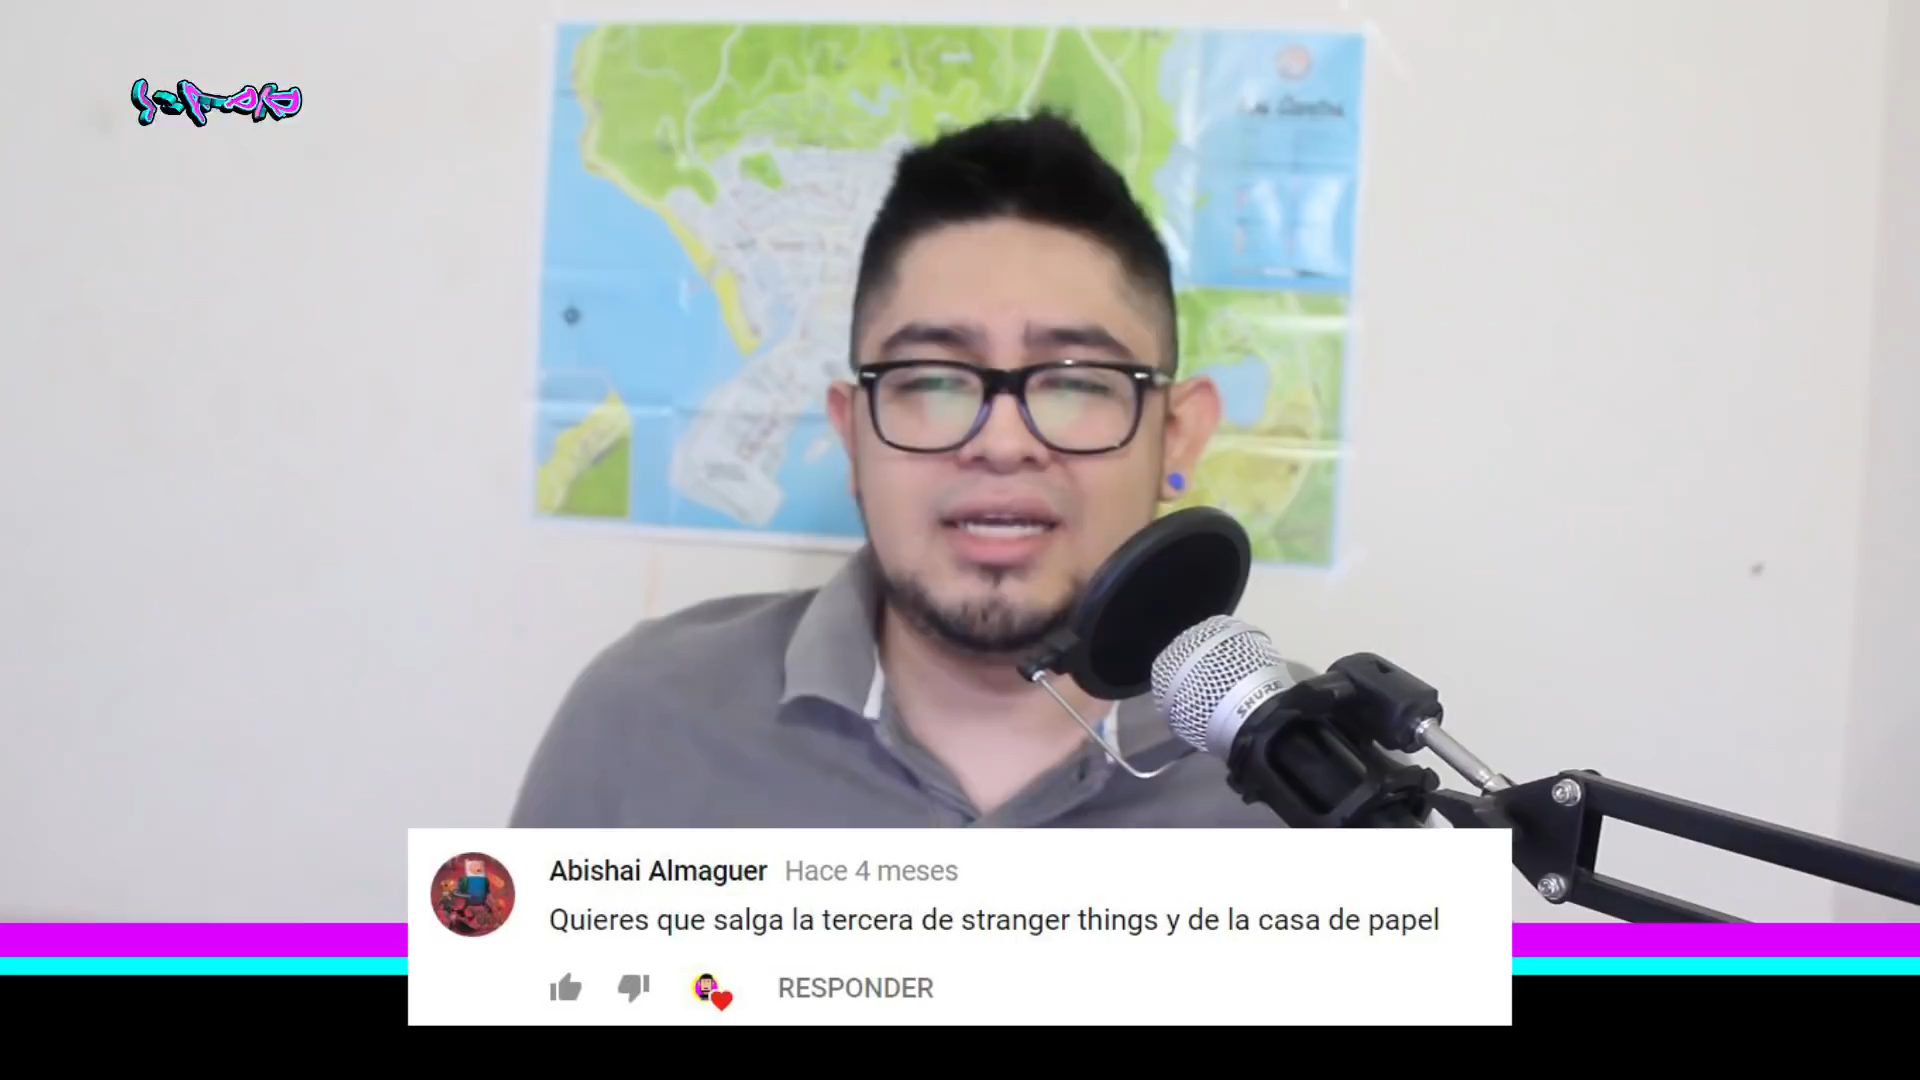 SHURE
Abishai Almaguer Hace 4 meses
Quieres que salga la tercera de stranger things y de la casa de papel
RESPONDER